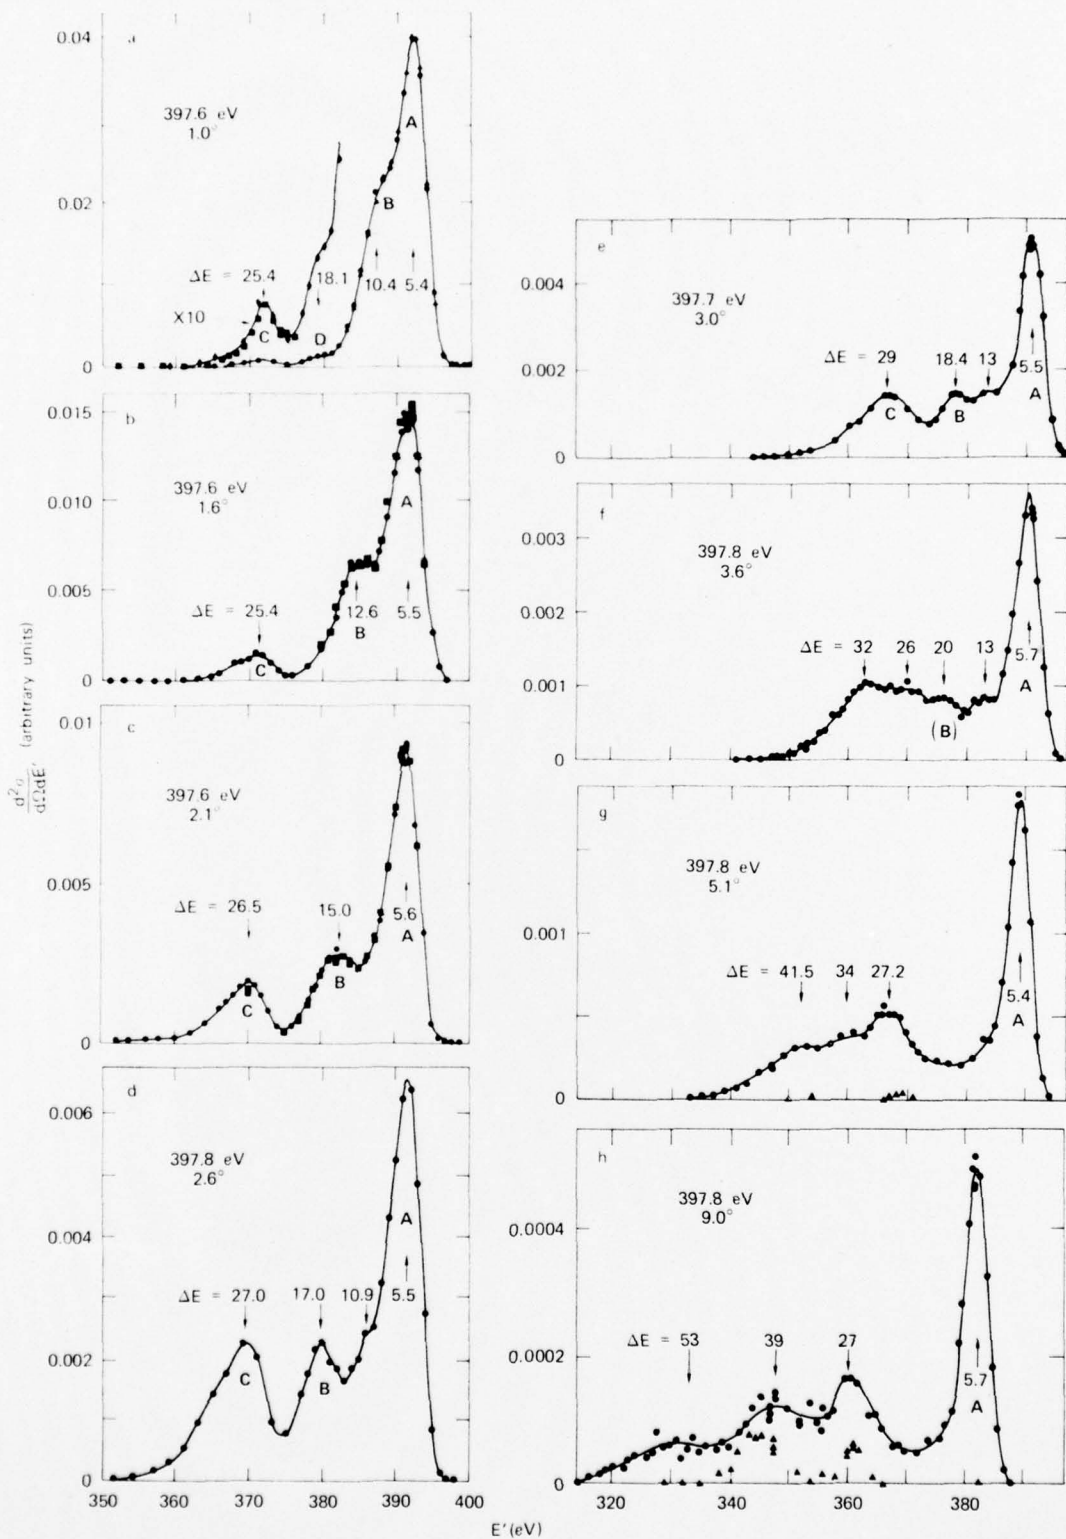 a
0.04
397.6 eV
1.0°
A
0.02
B
ΔE = 25.4
18.1
10.4
5.4
X10
C
D
0
b
0.015
397.6 eV
1.6°
A
0.010
0.005
ΔE = 25.4
12.6
5.5
B
C
0
c
0.01
397.6 eV
2.1°
ΔE = 26.5
15.0
5.6
A
0.005
B
C
0
d
0.006
397.8 eV
2.6°
A
0.004
ΔE = 27.0
17.0
10.9
5.5
0.002
C
B
0
350 360 370 380 390 400
d²σ
dΩdE′
(arbitrary units)
e
0.004
397.7 eV
3.0°
ΔE = 29
18.4
13
5.5
0.002
C
B
A
0
f
0.003
397.8 eV
3.6°
0.002
ΔE = 32
26
20
13
5.7
0.001
(B)
A
0
g
397.8 eV
5.1°
0.001
ΔE = 41.5
34
27.2
5.4
A
0
h
397.8 eV
9.0°
0.0004
ΔE = 53
39
27
0.0002
5.7
A
0
320 340 360 380
E′(eV)